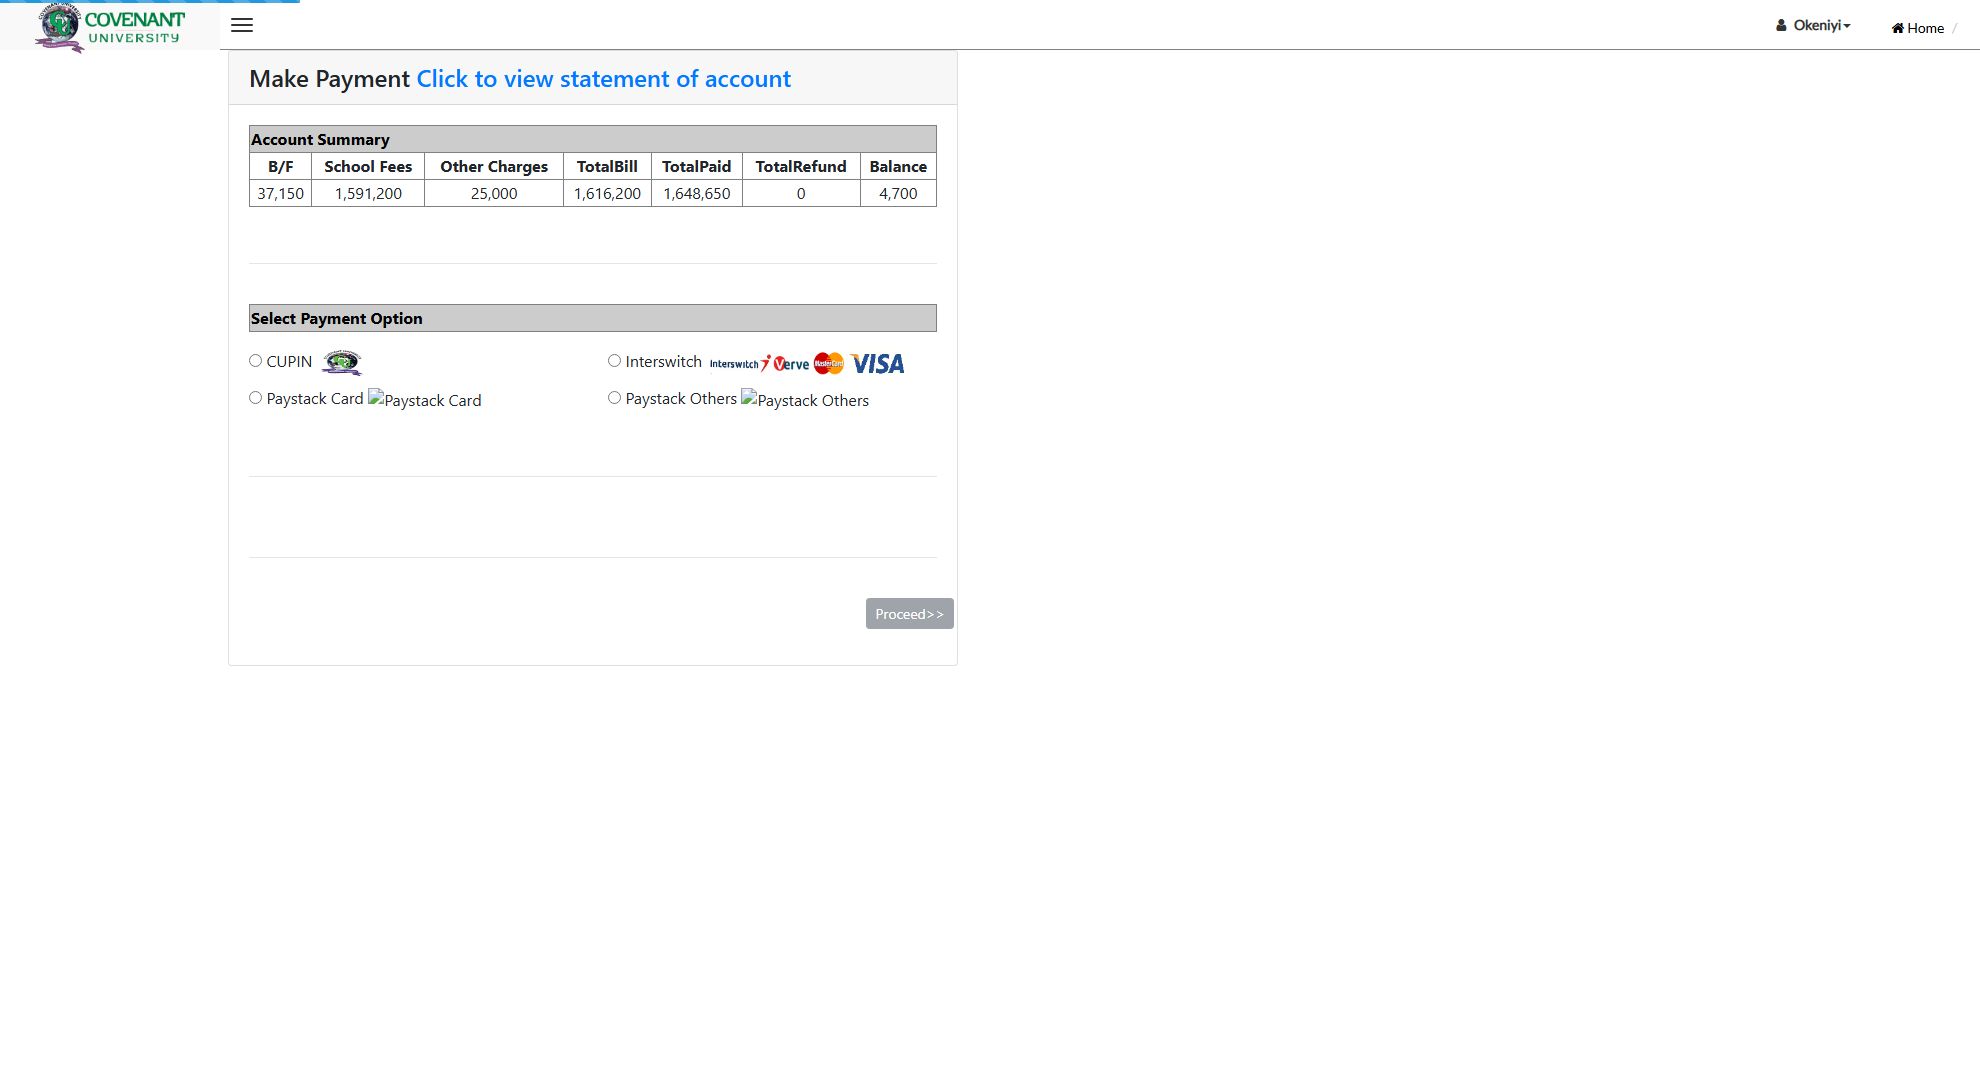 COVENANT
UNIVERSITY
Okeniyi
Home /
Make Payment Click to view statement of account
Account Summary
B/F School Fees Other Charges TotalBill TotalPaid TotalRefund Balance
37,150 1,591,200 25,000 1,616,200 1,648,650 0 4,700
Select Payment Option
CUPIN
Interswitch Interswitch Verve MasterCard VISA
Paystack Card Paystack Card
Paystack Others Paystack Others
Proceed>>